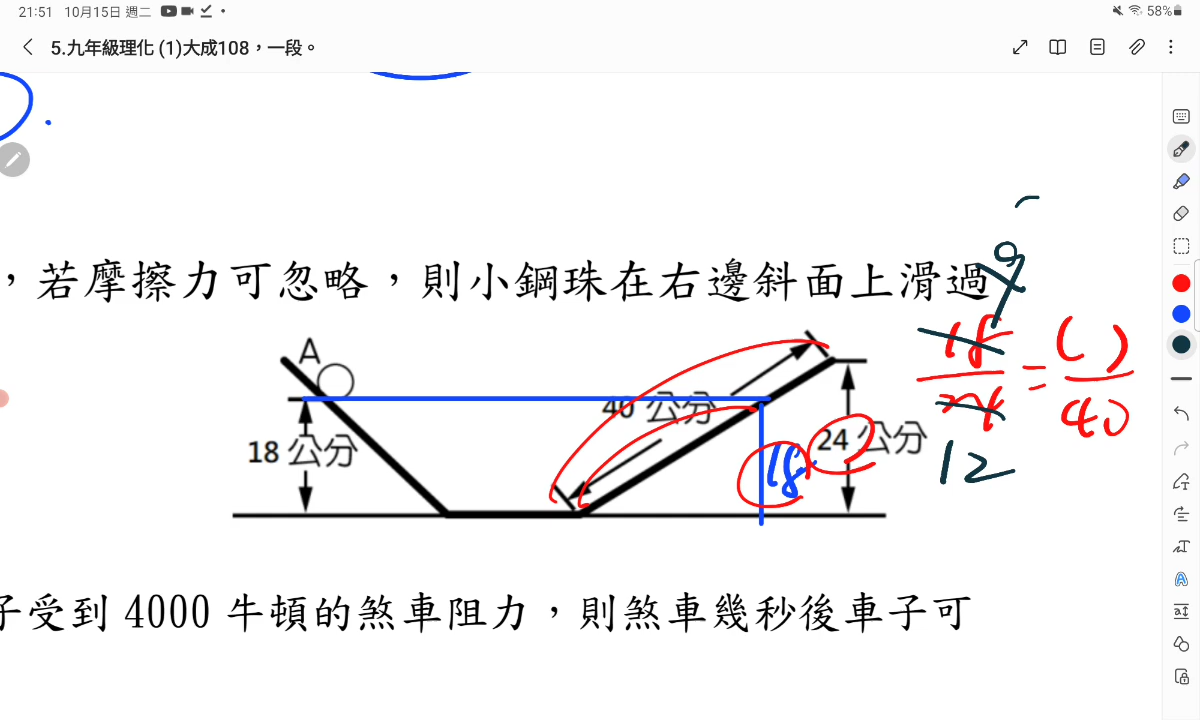 21:51 10月15日 週二 58%
5.九年級理化 (1)大成108，一段。
，若摩擦力可忽略，則小鋼珠在右邊斜面上滑過
A
40 公分
18 公分
24 公分
18
9
18/24 = ( )/40
12
子受到 4000 牛頓的煞車阻力，則煞車幾秒後車子可